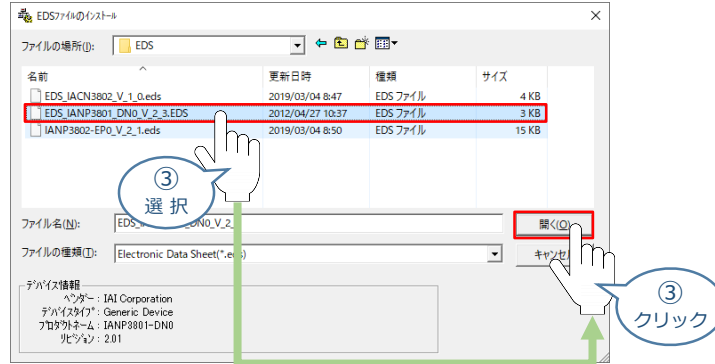 EDSファイルのインストール
ファイルの場所(I):
EDS
名前
更新日時
種類
サイズ
EDS_IACN3802_V_1_0.eds 2019/03/04 8:47 EDS ファイル 4 KB
EDS_IANP3801_DN0_V_2_3.EDS 2012/04/27 10:37 EDS ファイル 3 KB
IANP3802-EP0_V_2_1.eds 2019/03/04 8:50 EDS ファイル 15 KB
③
選 択
ファイル名(N):
開く(O)
ファイルの種類(T):
Electronic Data Sheet(*.eds)
キャンセル
デバイス情報
ベンダー : IAI Corporation
デバイスタイプ : Generic Device
プロダクトネーム : IANP3801-DN0
リビジョン : 2.01
③
クリック